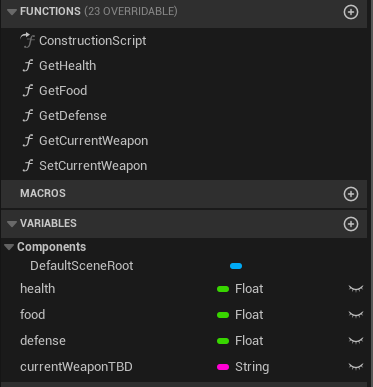 FUNCTIONS (23 OVERRIDABLE)
ConstructionScript
GetHealth
GetFood
GetDefense
GetCurrentWeapon
SetCurrentWeapon
MACROS
VARIABLES
Components
DefaultSceneRoot
health Float
food Float
defense Float
currentWeaponTBD String